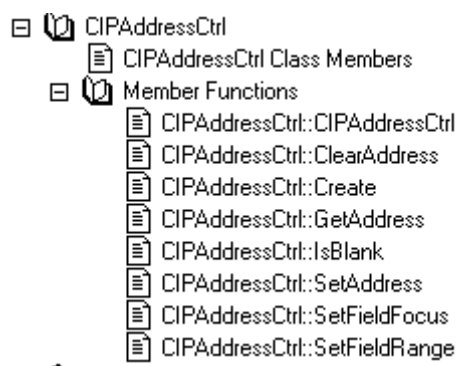 CIPAddressCtrl
CIPAddressCtrl Class Members
Member Functions
CIPAddressCtrl::CIPAddressCtrl
CIPAddressCtrl::ClearAddress
CIPAddressCtrl::Create
CIPAddressCtrl::GetAddress
CIPAddressCtrl::IsBlank
CIPAddressCtrl::SetAddress
CIPAddressCtrl::SetFieldFocus
CIPAddressCtrl::SetFieldRange